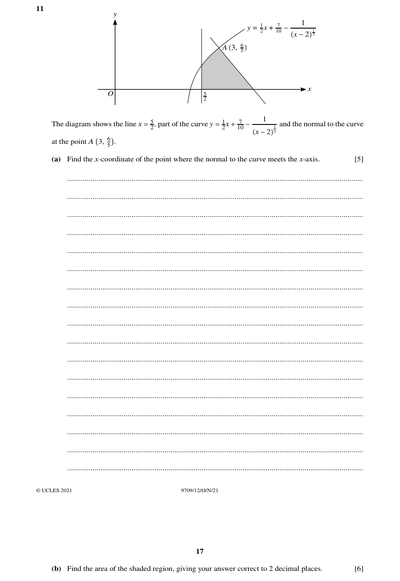 11
y
y = ½x + 7/10 − 1/(x − 2)^(1/3)
A (3, 6/5)
O
5/2
x
The diagram shows the line x = 5/2, part of the curve y = ½x + 7/10 − 1/(x − 2)^(1/3) and the normal to the curve
at the point A (3, 6/5).
(a) Find the x-coordinate of the point where the normal to the curve meets the x-axis. [5]
© UCLES 2021 9709/12/O/N/21
17
(b) Find the area of the shaded region, giving your answer correct to 2 decimal places. [6]